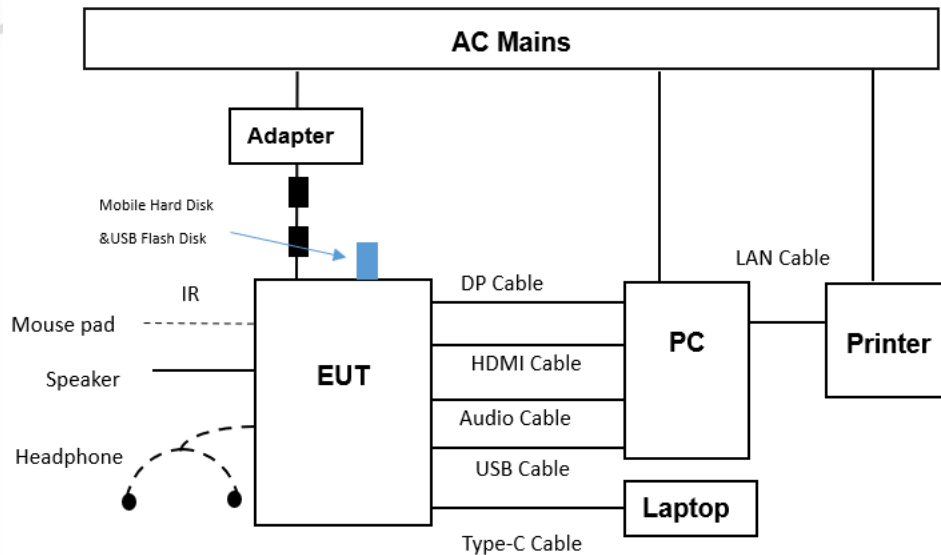 AC Mains
Adapter
Mobile Hard Disk
&USB Flash Disk
LAN Cable
DP Cable
IR
Mouse pad
PC
Printer
HDMI Cable
EUT
Speaker
Audio Cable
Headphone
USB Cable
Laptop
Type-C Cable